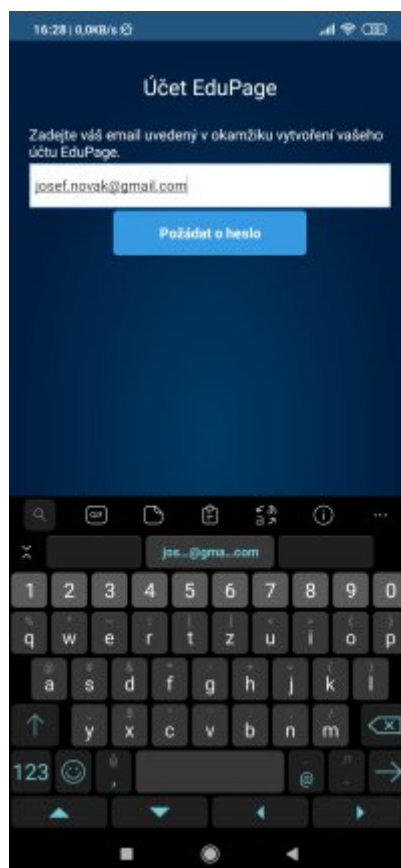 16:28 | 0,0KB/s
Účet EduPage
Zadejte váš email uvedený v okamžiku vytvoření vašeho
účtu EduPage.
josef.novak@gmail.com
Požádat o heslo
GIF
jos...@gma...com
1 2 3 4 5 6 7 8 9 0
q w e r t z u i o p
a s d f g h j k l
y x c v b n m
123 , @ .